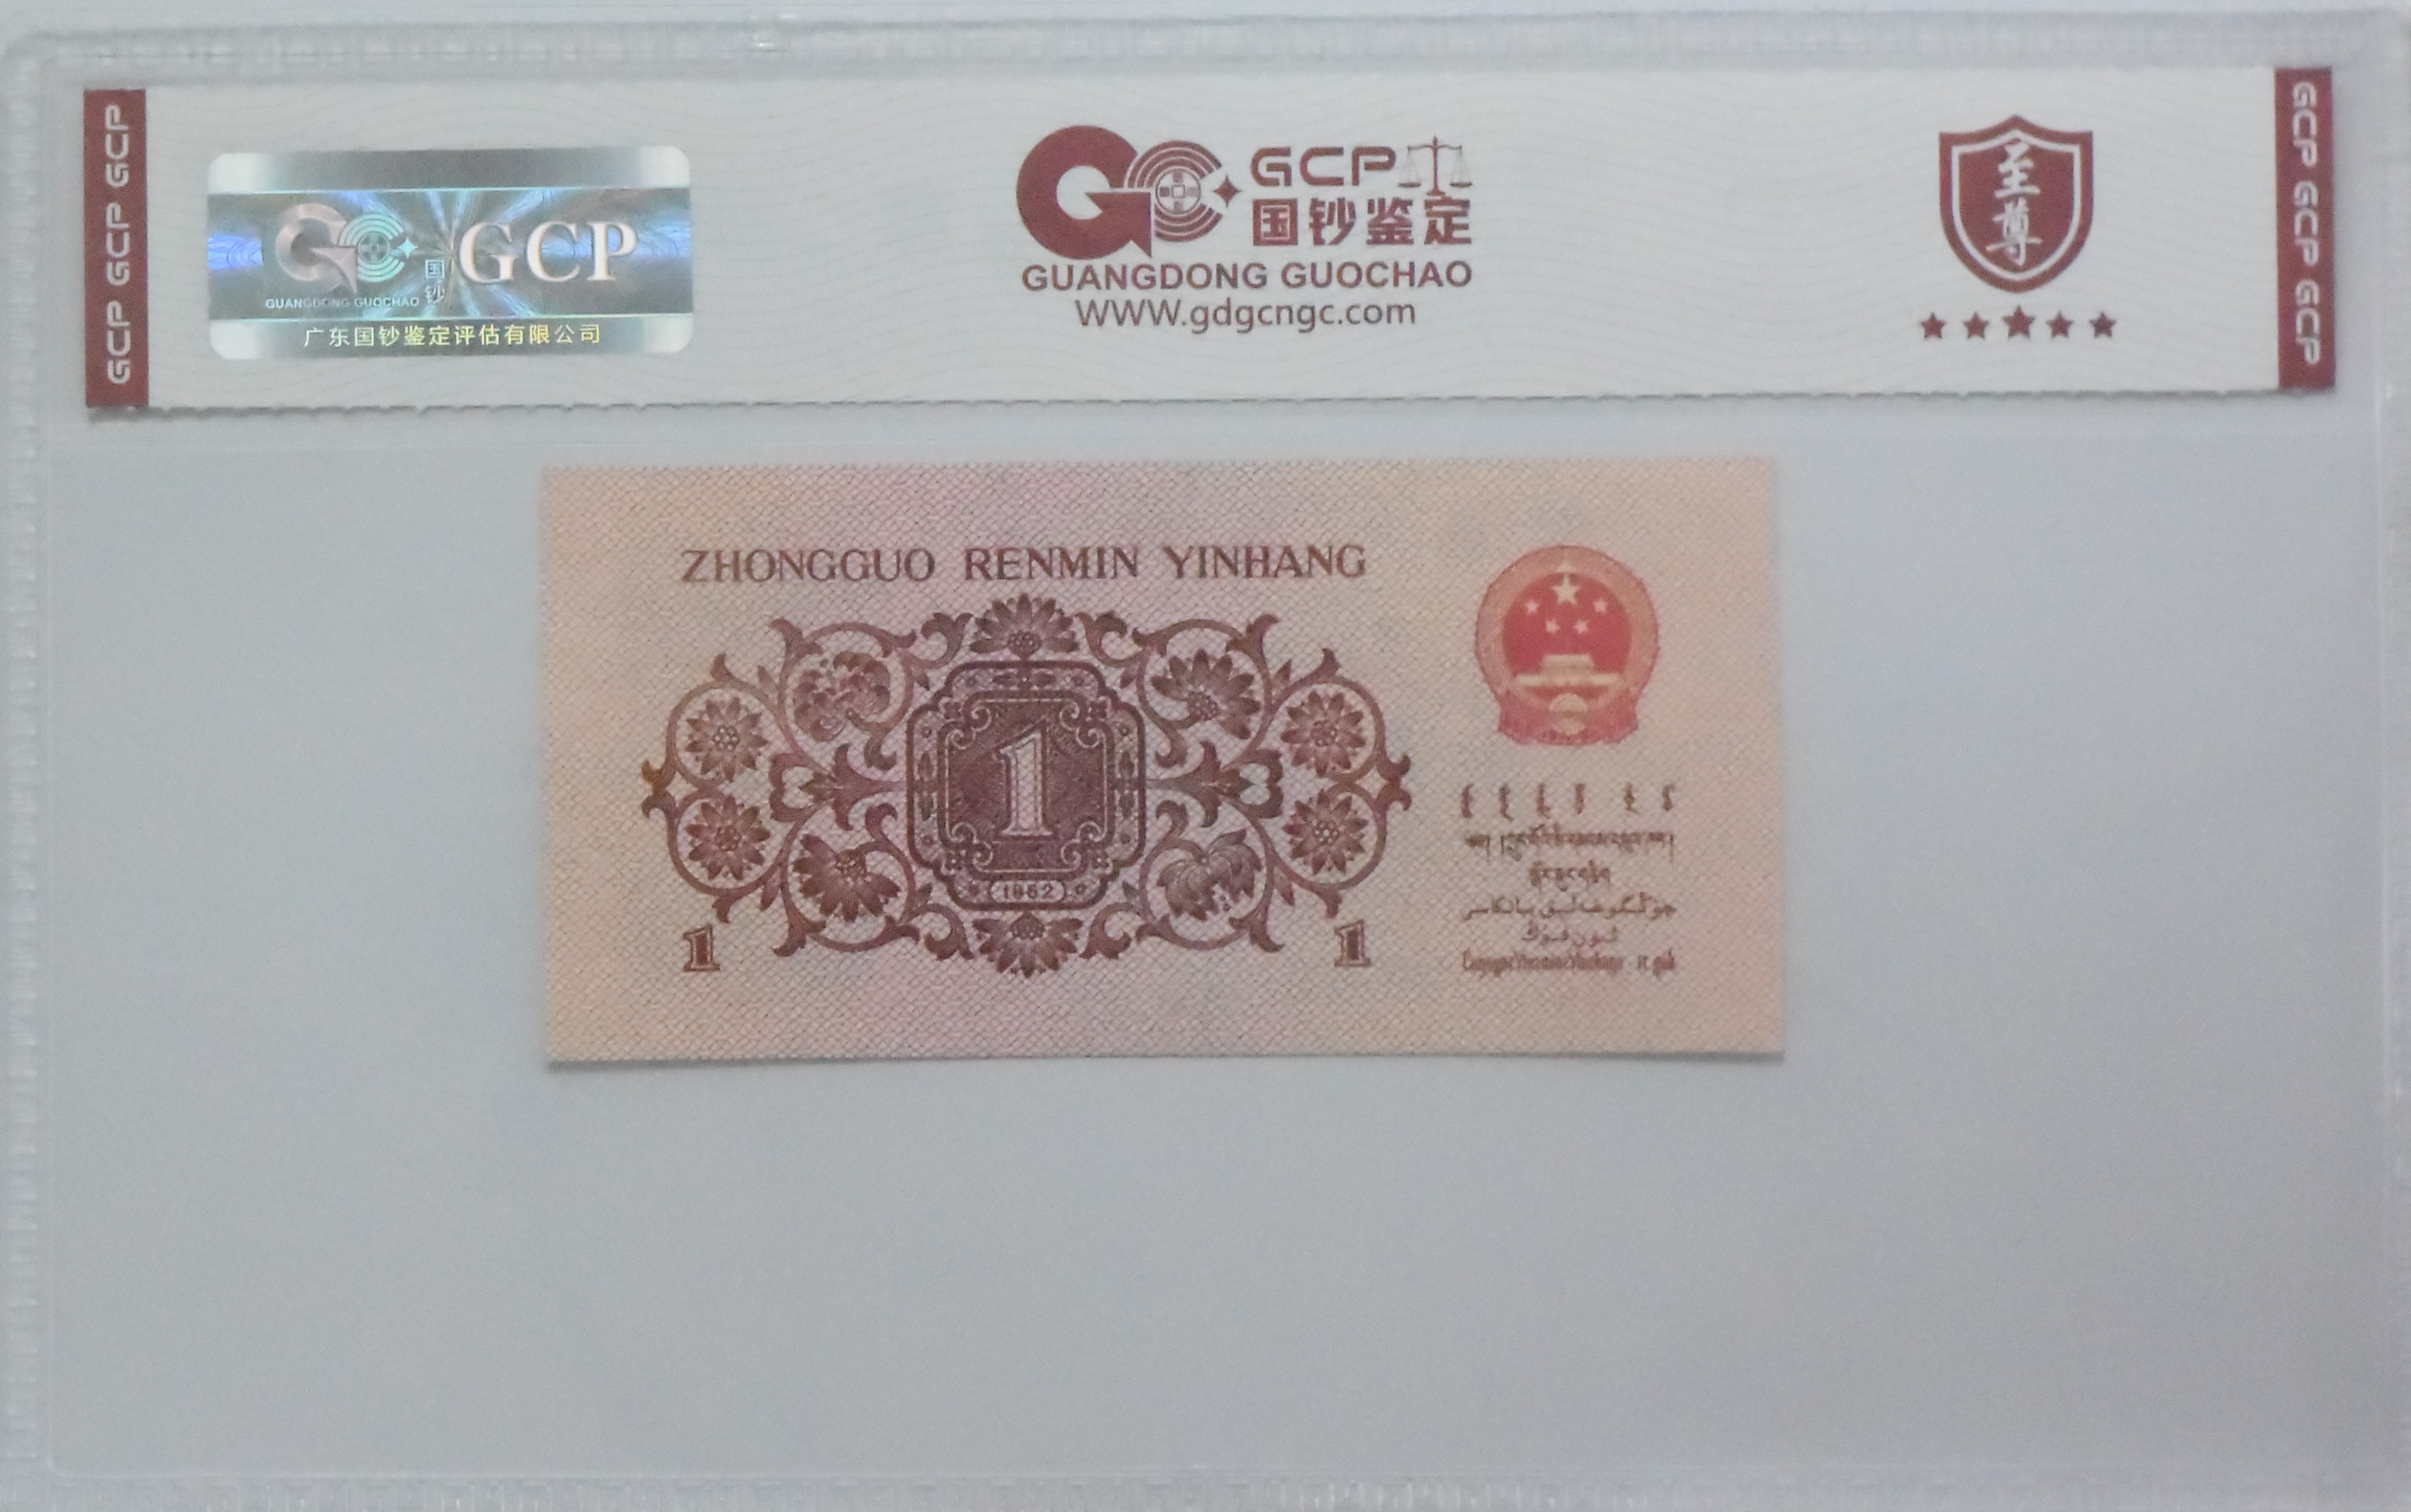 GCP GCP GCP
GUANGDONG GUOCHAO
国钞
GCP
广东国钞鉴定评估有限公司
GCP
国钞鉴定
GUANGDONG GUOCHAO
WWW.gdgcngc.com
至尊
GCP GCP GCP
ZHONGGUO RENMIN YINHANG
1
1962
1
1